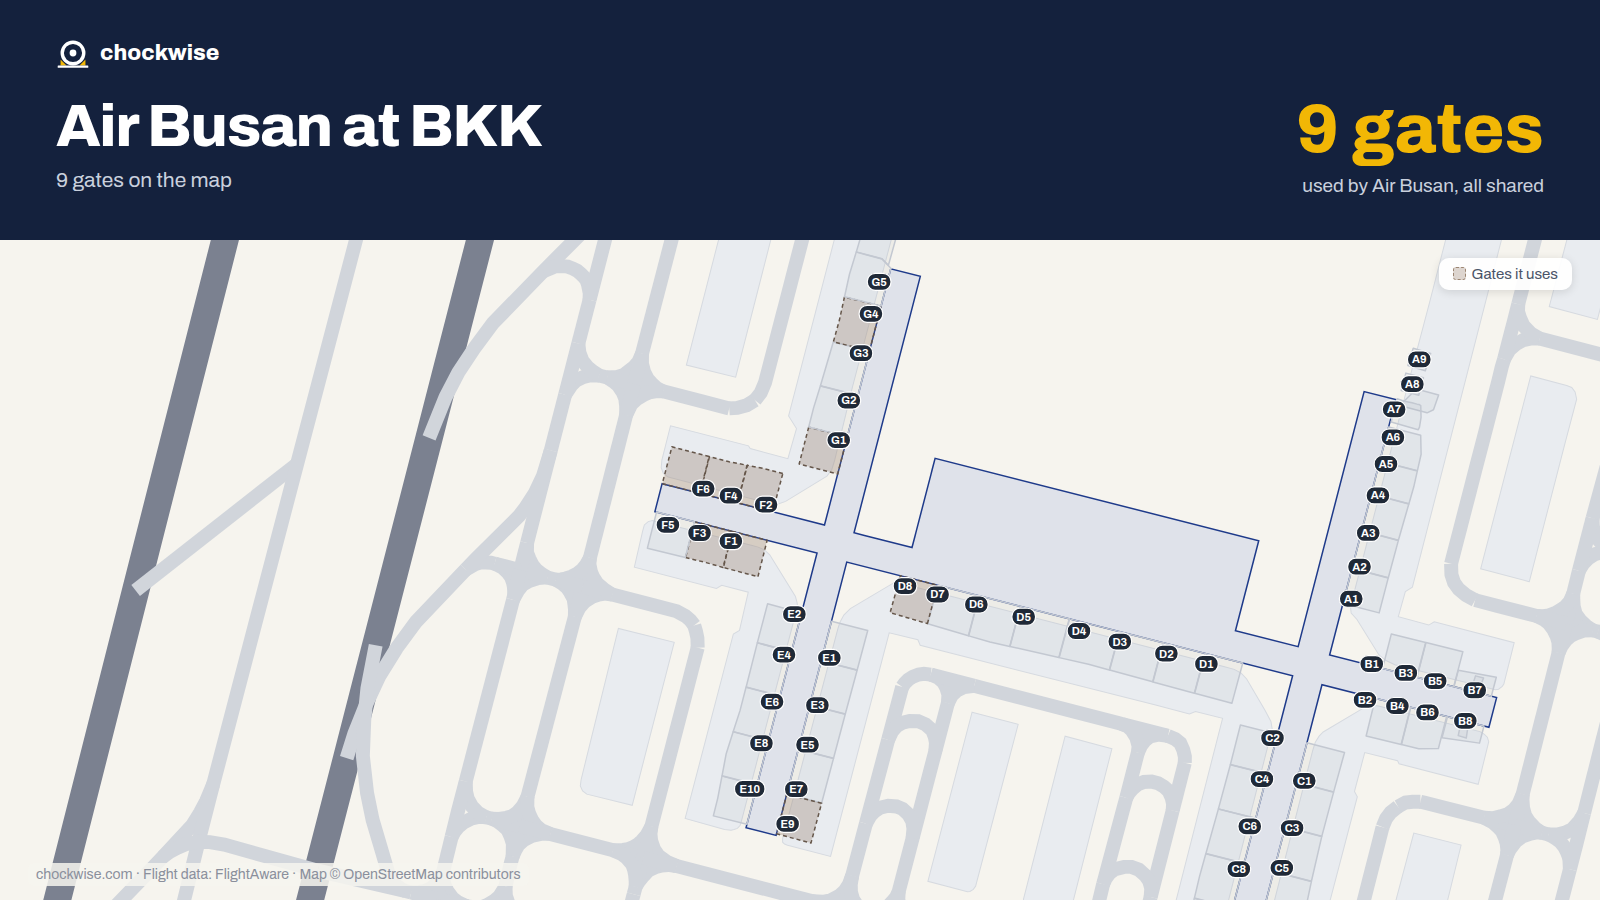 chockwise
Air Busan at BKK
9 gates on the map
9 gates
used by Air Busan, all shared
Gates it uses
G5
G4
G3
G2
G1
F6
F4
F2
F5
F3
F1
E2
E4
E1
E6
E3
E8
E5
E10
E7
E9
D8
D7
D6
D5
D4
D3
D2
D1
A9
A8
A7
A6
A5
A4
A3
A2
A1
B1
B3
B5
B7
B2
B4
B6
B8
C2
C4
C1
C6
C3
C8
C5
chockwise.com · Flight data: FlightAware · Map © OpenStreetMap contributors